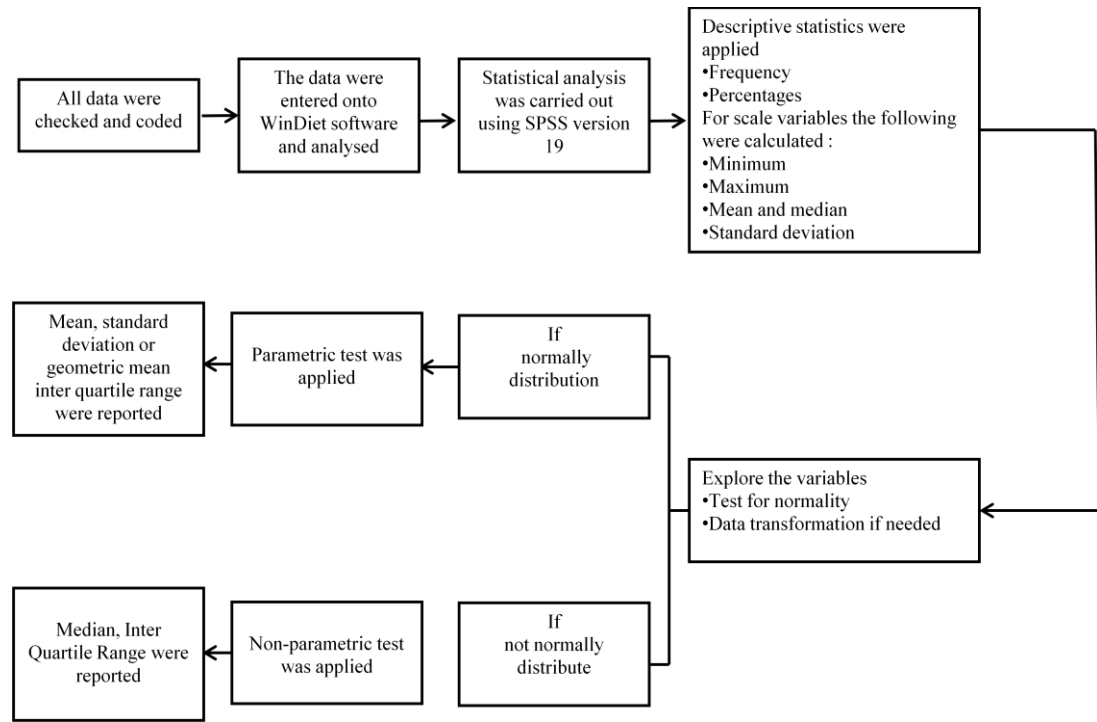 All data were
checked and coded
The data were
entered onto
WinDiet software
and analysed
Statistical analysis
was carried out
using SPSS version
19
Descriptive statistics were
applied
•Frequency
•Percentages
For scale variables the following
were calculated :
•Minimum
•Maximum
•Mean and median
•Standard deviation
Explore the variables
•Test for normality
•Data transformation if needed
If
normally
distribution
Parametric test was
applied
Mean, standard
deviation or
geometric mean
inter quartile range
were reported
If
not normally
distribute
Non-parametric test
was applied
Median, Inter
Quartile Range were
reported